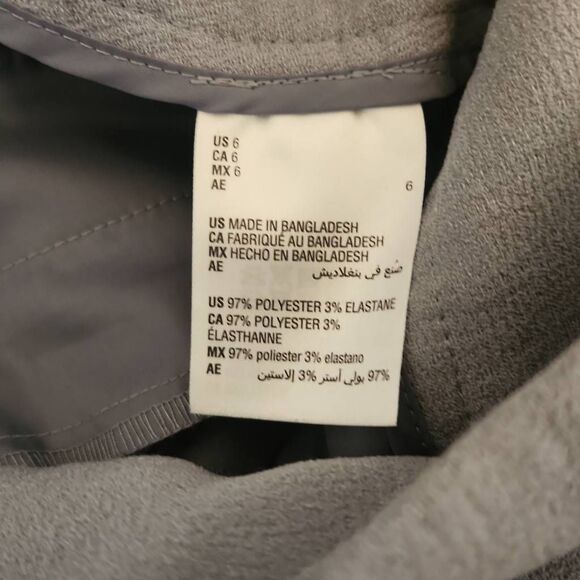 US 6
CA 6
MX 6
AE 6
US MADE IN BANGLADESH
CA FABRIQUÉ AU BANGLADESH
MX HECHO EN BANGLADESH
AE صنع في بنغلاديش
US 97% POLYESTER 3% ELASTANE
CA 97% POLYESTER 3%
ÉLASTHANNE
MX 97% poliester 3% elastano
AE 97% بولي أستر 3% إلاستين